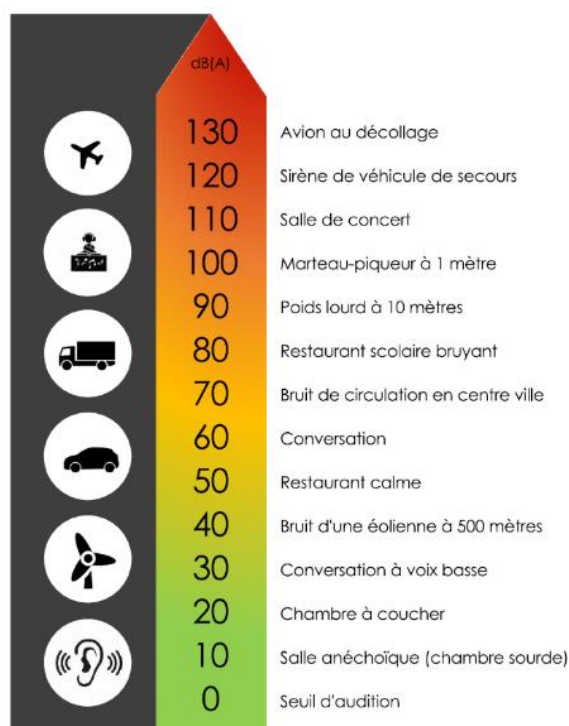 dB(A)
130 Avion au décollage
120 Sirène de véhicule de secours
110 Salle de concert
100 Marteau-piqueur à 1 mètre
90 Poids lourd à 10 mètres
80 Restaurant scolaire bruyant
70 Bruit de circulation en centre ville
60 Conversation
50 Restaurant calme
40 Bruit d'une éolienne à 500 mètres
30 Conversation à voix basse
20 Chambre à coucher
10 Salle anéchoïque (chambre sourde)
0 Seuil d'audition